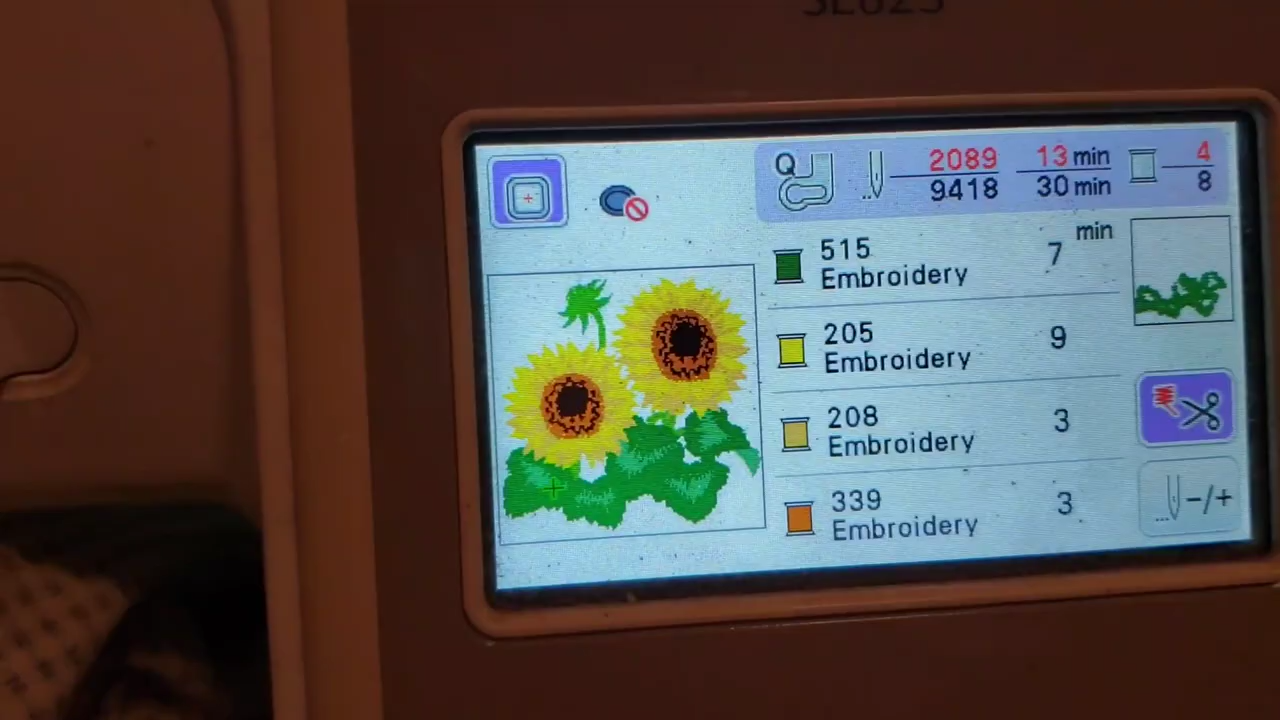 SE625
Q 2089 13 min 4
9418 30 min 8
min
515 7
Embroidery
205 9
Embroidery
208 3
Embroidery
339 3
Embroidery
-/+